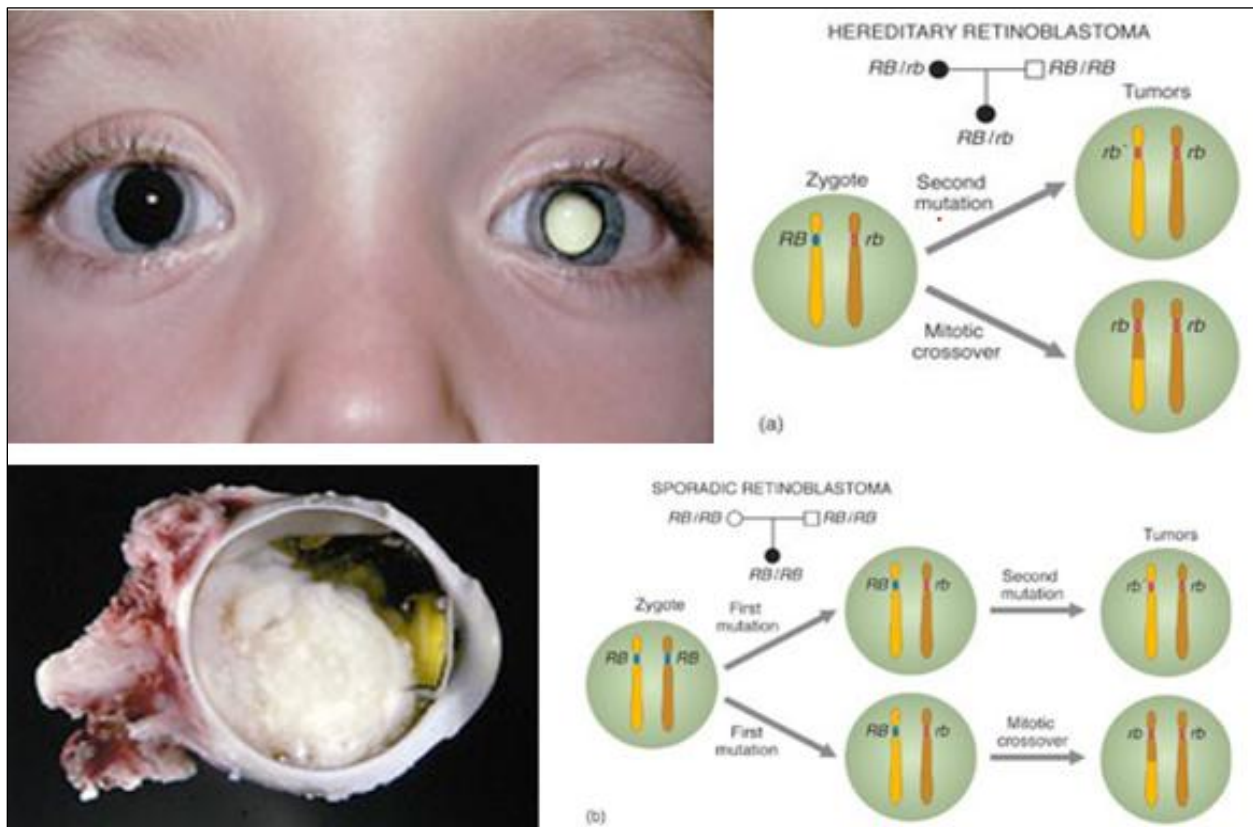 HEREDITARY RETINOBLASTOMA
RB/rb RB/RB
RB/rb
Tumors
rb* rb
Zygote
Second
mutation
RB rb
Mitotic
crossover
rb rb
(a)
SPORADIC RETINOBLASTOMA
RB/RB RB/RB
RB/RB
Tumors
Zygote
First
mutation
RB rb
Second
mutation
rb* rb
RB RB
First
mutation
RB rb
Mitotic
crossover
rb rb
(b)